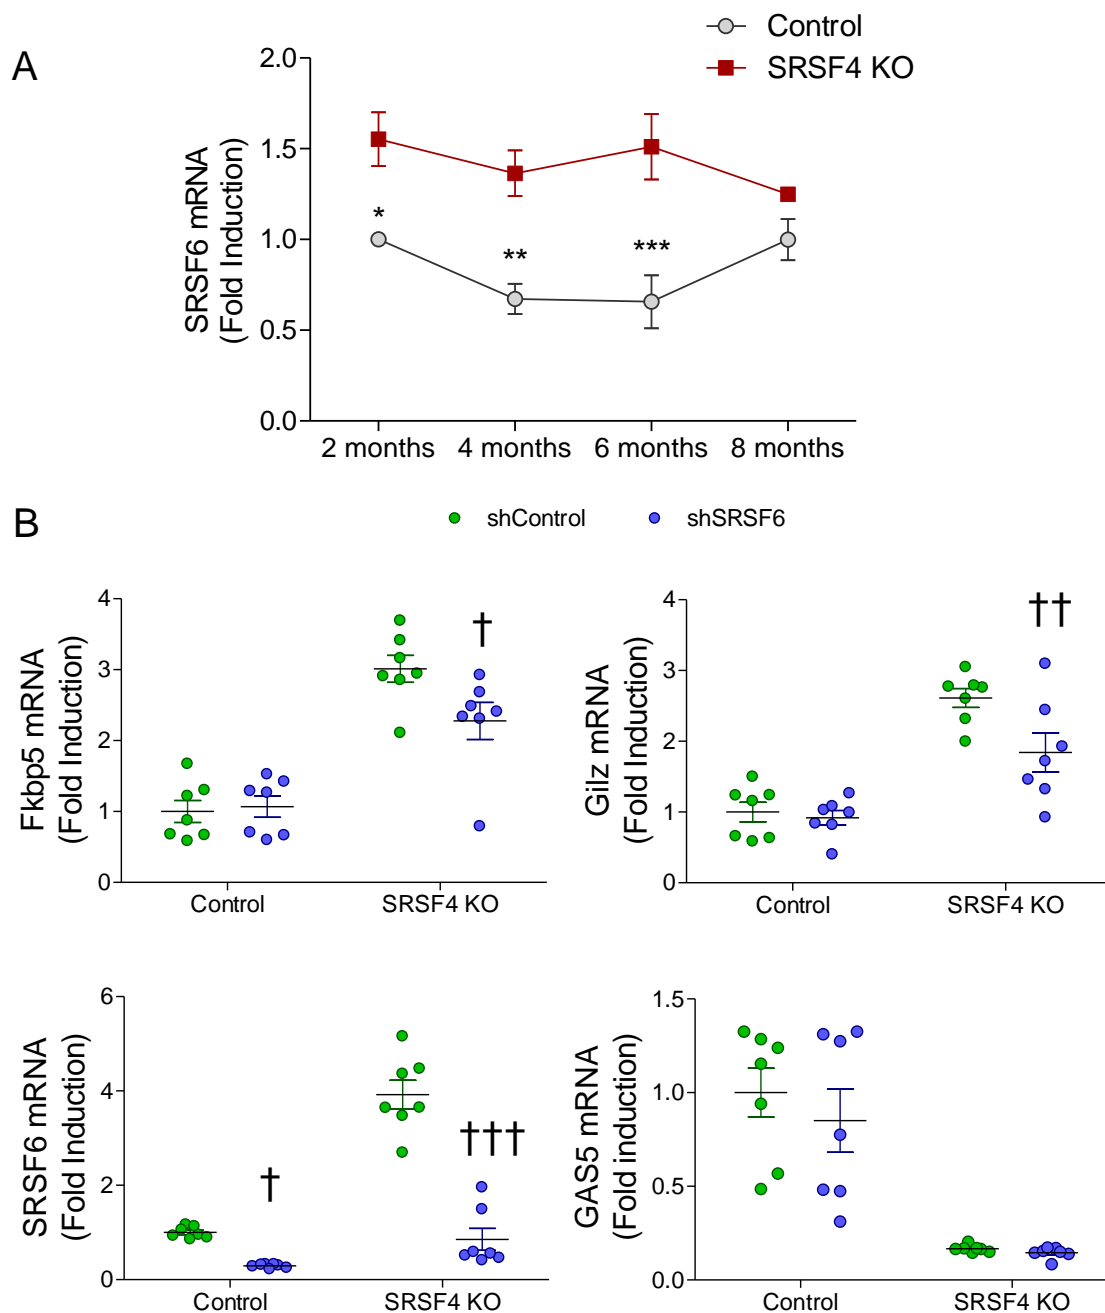 A
Control
SRSF4 KO
SRSF6 mRNA
(Fold Induction)
2.0
1.5
1.0
0.5
0.0
*
**
***
2 months 4 months 6 months 8 months
B
shControl shSRSF6
Fkbp5 mRNA
(Fold Induction)
4
3
2
1
0
†
Control SRSF4 KO
Gilz mRNA
(Fold Induction)
4
3
2
1
0
††
Control SRSF4 KO
SRSF6 mRNA
(Fold Induction)
6
4
2
0
†
†††
Control SRSF4 KO
GAS5 mRNA
(Fold induction)
1.5
1.0
0.5
0.0
Control SRSF4 KO